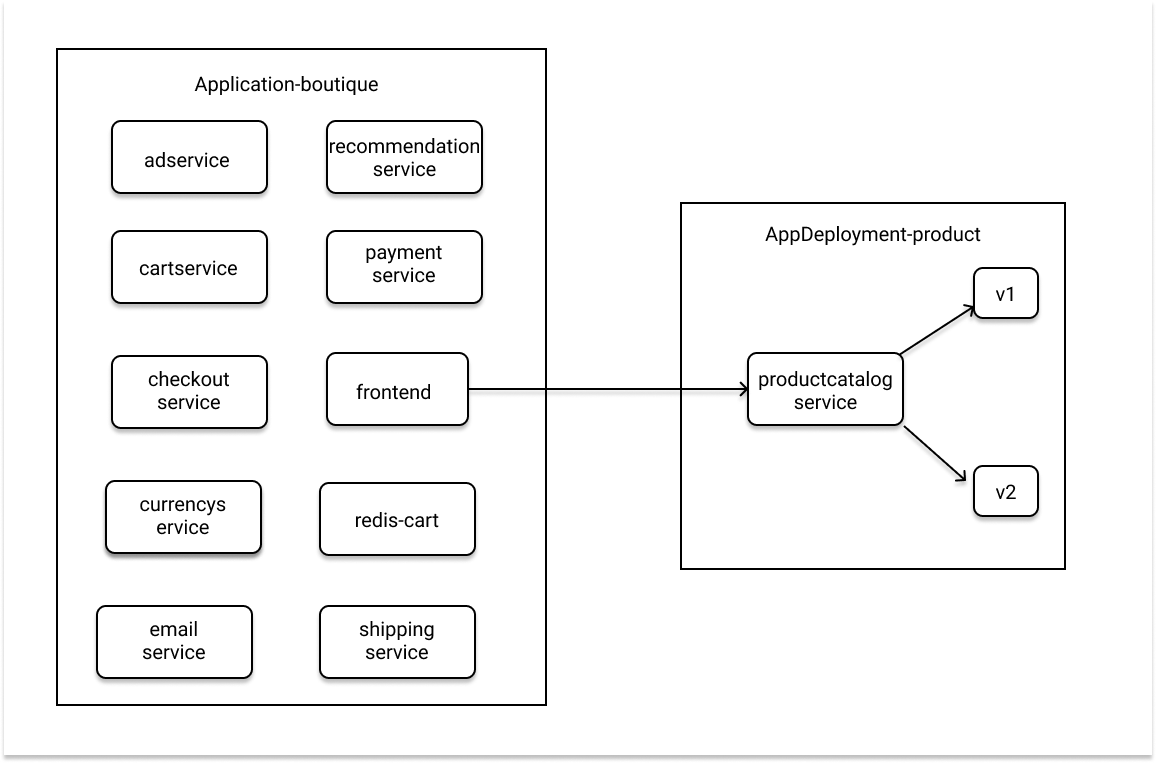 Application-boutique
adservice
recommendation
service
cartservice
payment
service
checkout
service
frontend
currencys
ervice
redis-cart
email
service
shipping
service
AppDeployment-product
v1
productcatalog
service
v2